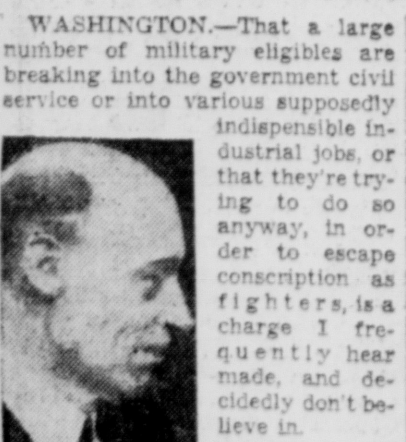 WASHINGTON.—That a large
number of military eligibles are
breaking into the government civil
service or into various supposedly
indispensible in-
dustrial jobs, or
that they're try-
ing to do so
anyway, in or-
der to escape
conscription as
fighters, is a
charge I fre-
quently hear
made, and de-
cidedly don't be-
lieve in.